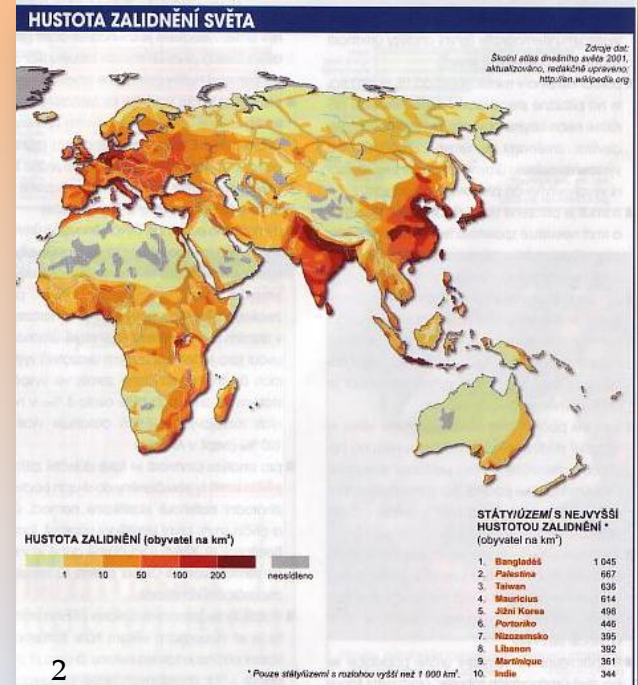 HUSTOTA ZALIDNĚNÍ SVĚTA
Zdroje dat:
Školní atlas dnešního světa 2001,
aktualizováno, redakčně upraveno;
http://en.wikipedia.org
HUSTOTA ZALIDNĚNÍ (obyvatel na km²)
1 10 50 100 200 neosídleno
STÁTY/ÚZEMÍ S NEJVYŠŠÍ
HUSTOTOU ZALIDNĚNÍ *
(obyvatel na km²)
1. Bangladéš 1 045
2. Palestina 667
3. Taiwan 636
4. Mauricius 614
5. Jižní Korea 498
6. Portoriko 446
7. Nizozemsko 395
8. Libanon 392
9. Martinique 361
10. Indie 344
* Pouze státy/území s rozlohou vyšší než 1 000 km².
2